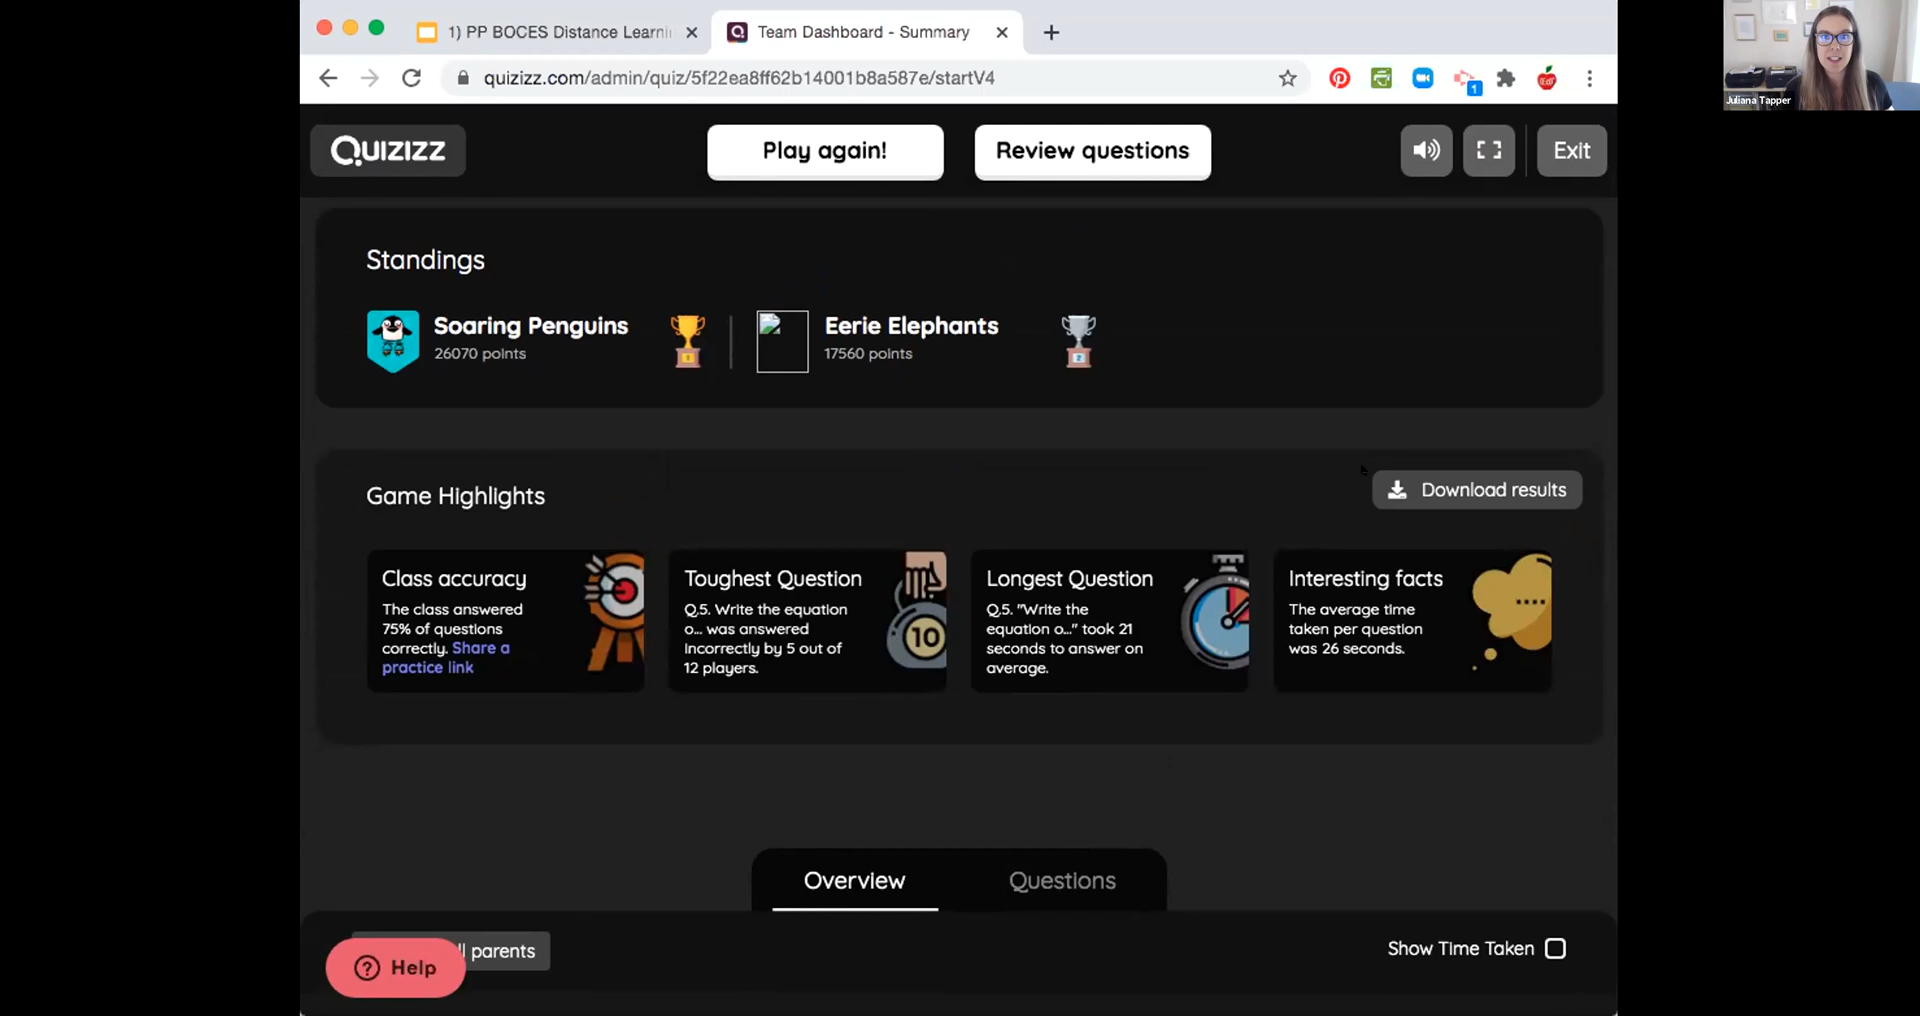 1) PP BOCES Distance Learni
Team Dashboard - Summary
quizizz.com/admin/quiz/5f22ea8ff62b14001b8a587e/startV4
1
Juliana Tapper
QUIZIZZ
Play again!
Review questions
Exit
Standings
Soaring Penguins
26070 points
1
Eerie Elephants
17560 points
2
Game Highlights
Download results
Class accuracy
The class answered
75% of questions
correctly. Share a
practice link
Toughest Question
Q.5. Write the equation
o... was answered
incorrectly by 5 out of
12 players.
10
Longest Question
Q.5. "Write the
equation o..." took 21
seconds to answer on
average.
Interesting facts
The average time
taken per question
was 26 seconds.
Overview
Questions
ll parents
Show Time Taken
? Help